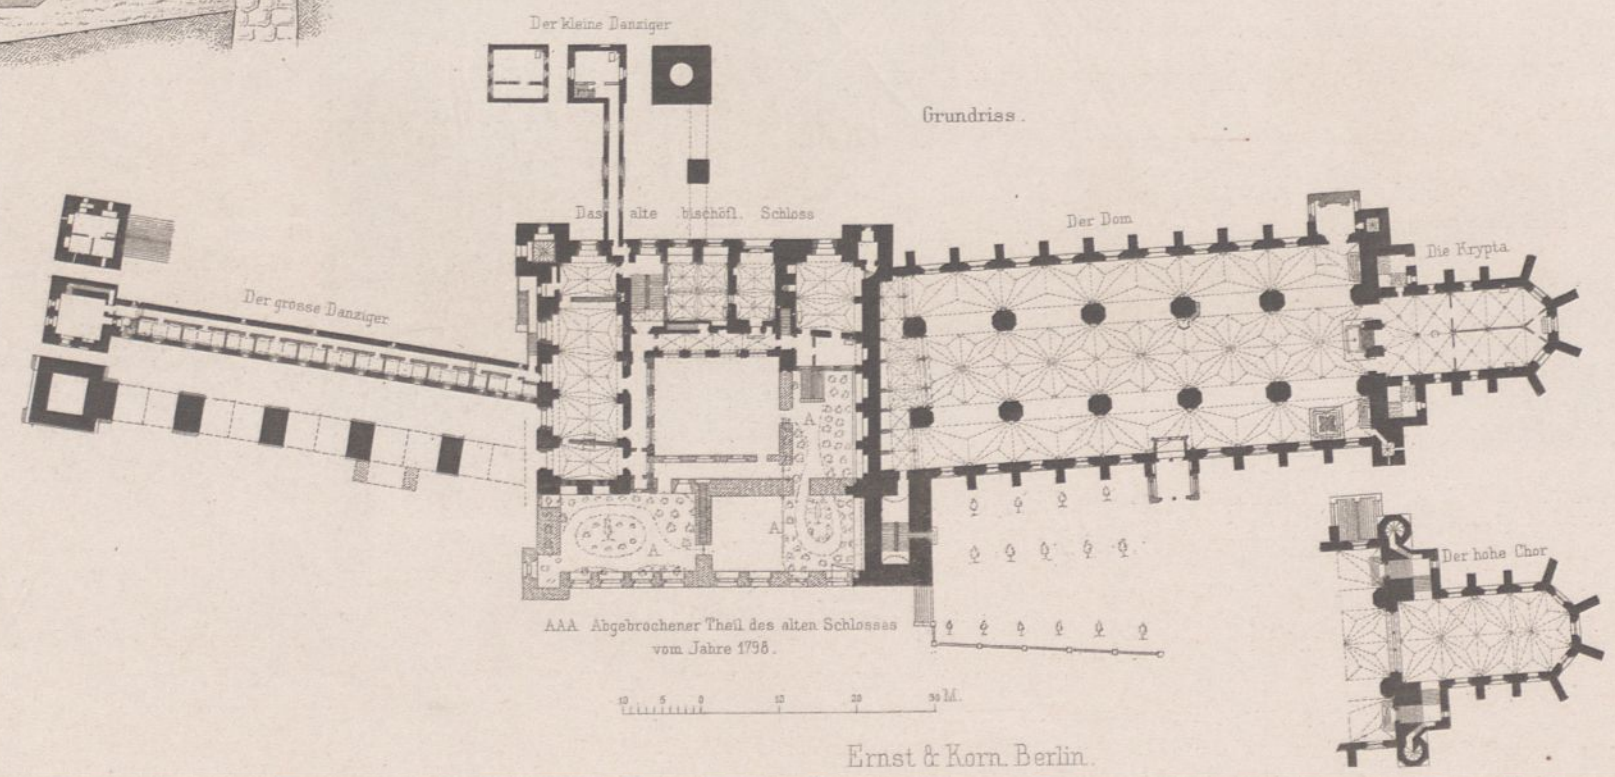 Der kleine Danziger
Grundriss.
Das alte bischöfl. Schloss
Der Dom
Die Krypta.
Der grosse Danziger
A
A
A
Der hohe Chor
AAA Abgebrochener Theil des alten Schlosses
vom Jahre 1798.
10 5 0 10 20 30 M.
Ernst & Korn. Berlin.